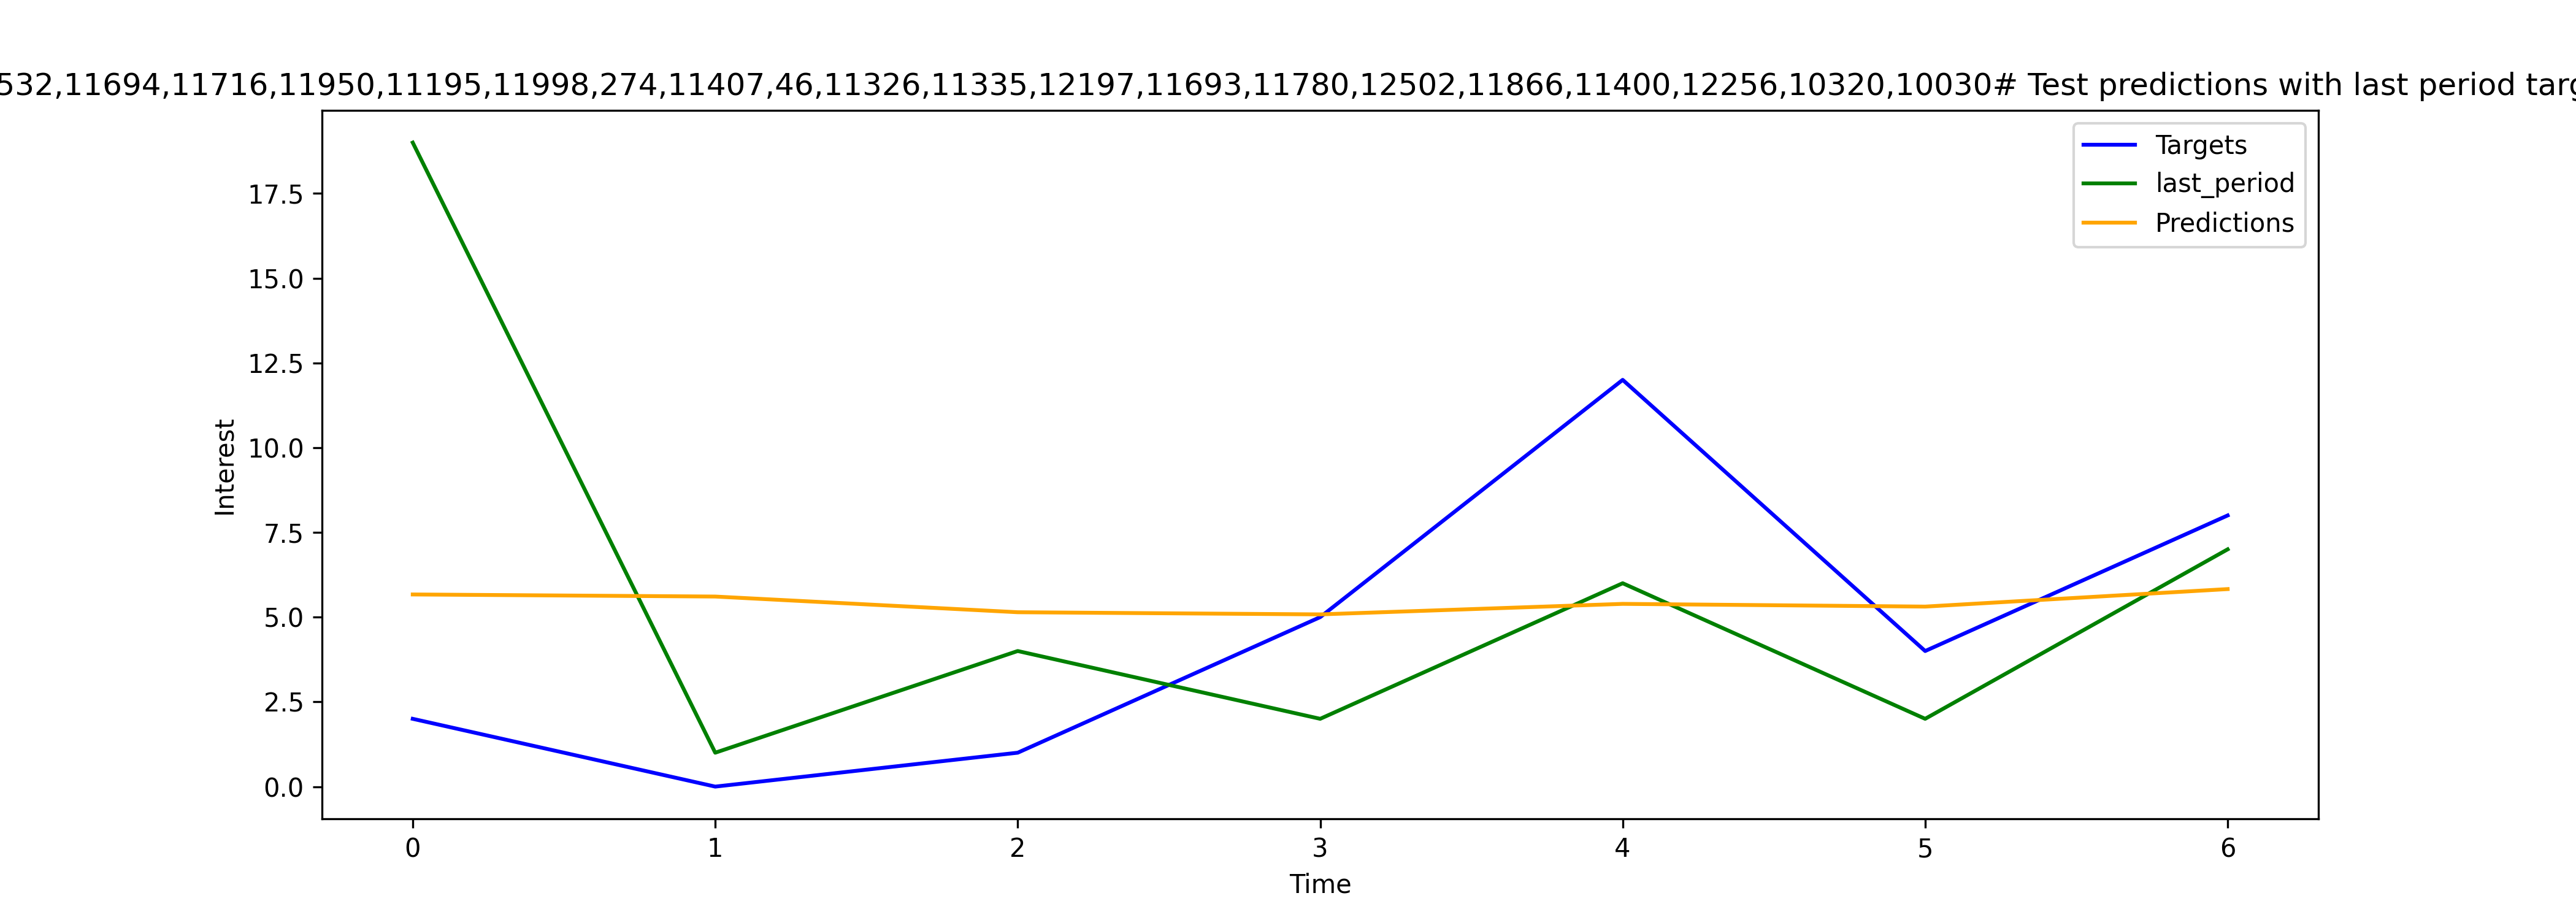 532,11694,11716,11950,11195,11998,274,11407,46,11326,11335,12197,11693,11780,12502,11866,11400,12256,10320,10030# Test predictions with last period targ
Targets
last_period
Predictions
17.5
15.0
12.5
10.0
7.5
5.0
2.5
0.0
Interest
0 1 2 3 4 5 6
Time